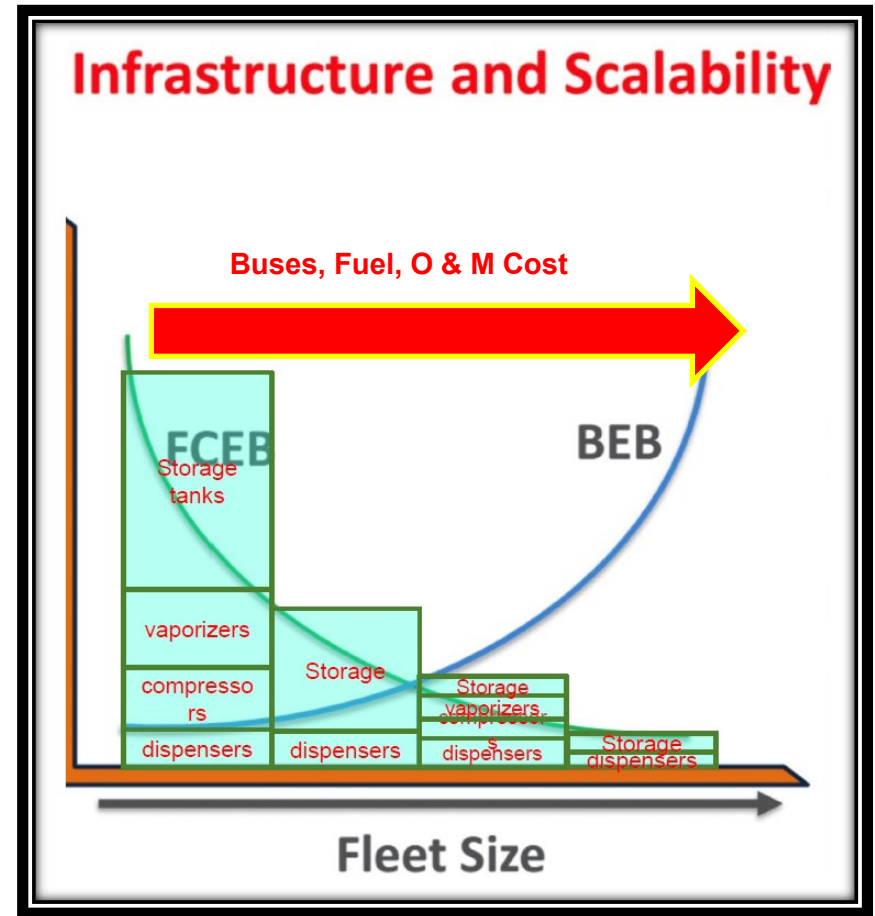 Infrastructure and Scalability
Buses, Fuel, O & M Cost
FCEB
BEB
Storage
tanks
vaporizers
compresso
rs
dispensers
Storage
dispensers
Storage
vaporizers
compressor
s
dispensers
Storage
dispensers
Fleet Size